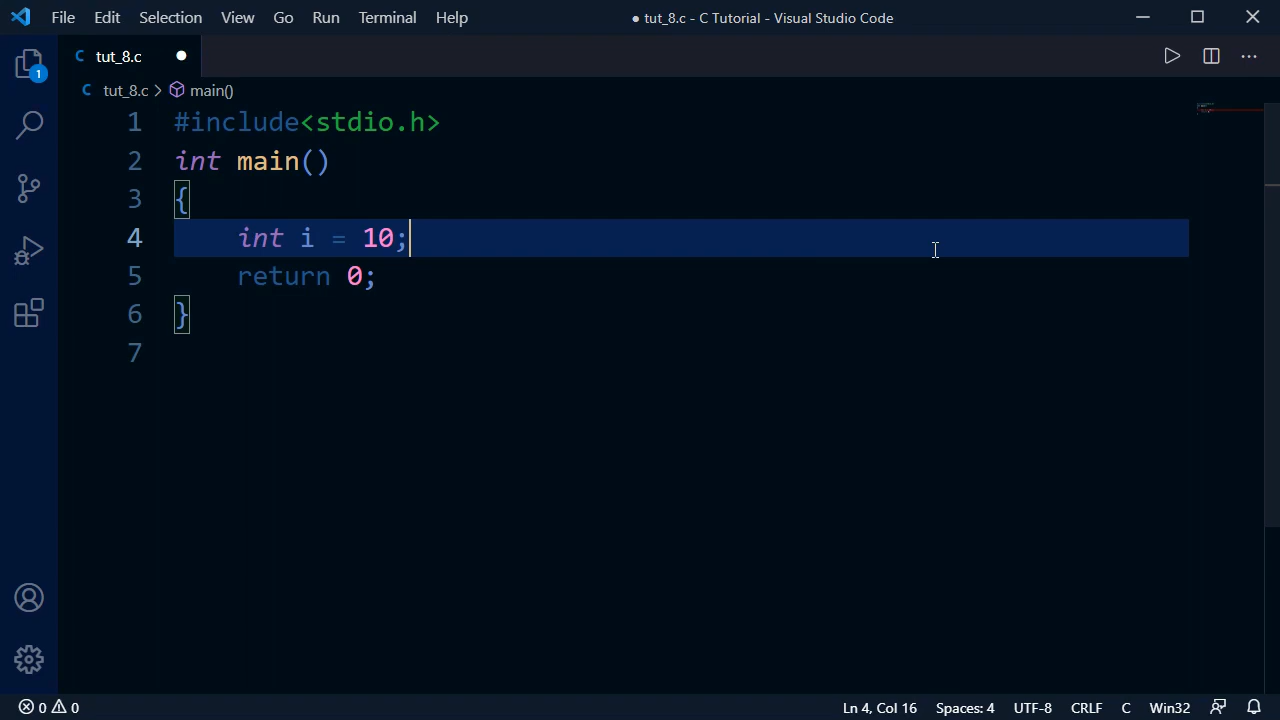 File Edit Selection View Go Run Terminal Help ● tut_8.c - C Tutorial - Visual Studio Code
C tut_8.c ●
1
C tut_8.c > main()
1 #include<stdio.h>
2 int main()
3 {
4     int i = 10;
5     return 0;
6 }
7
0 0 Ln 4, Col 16 Spaces: 4 UTF-8 CRLF C Win32